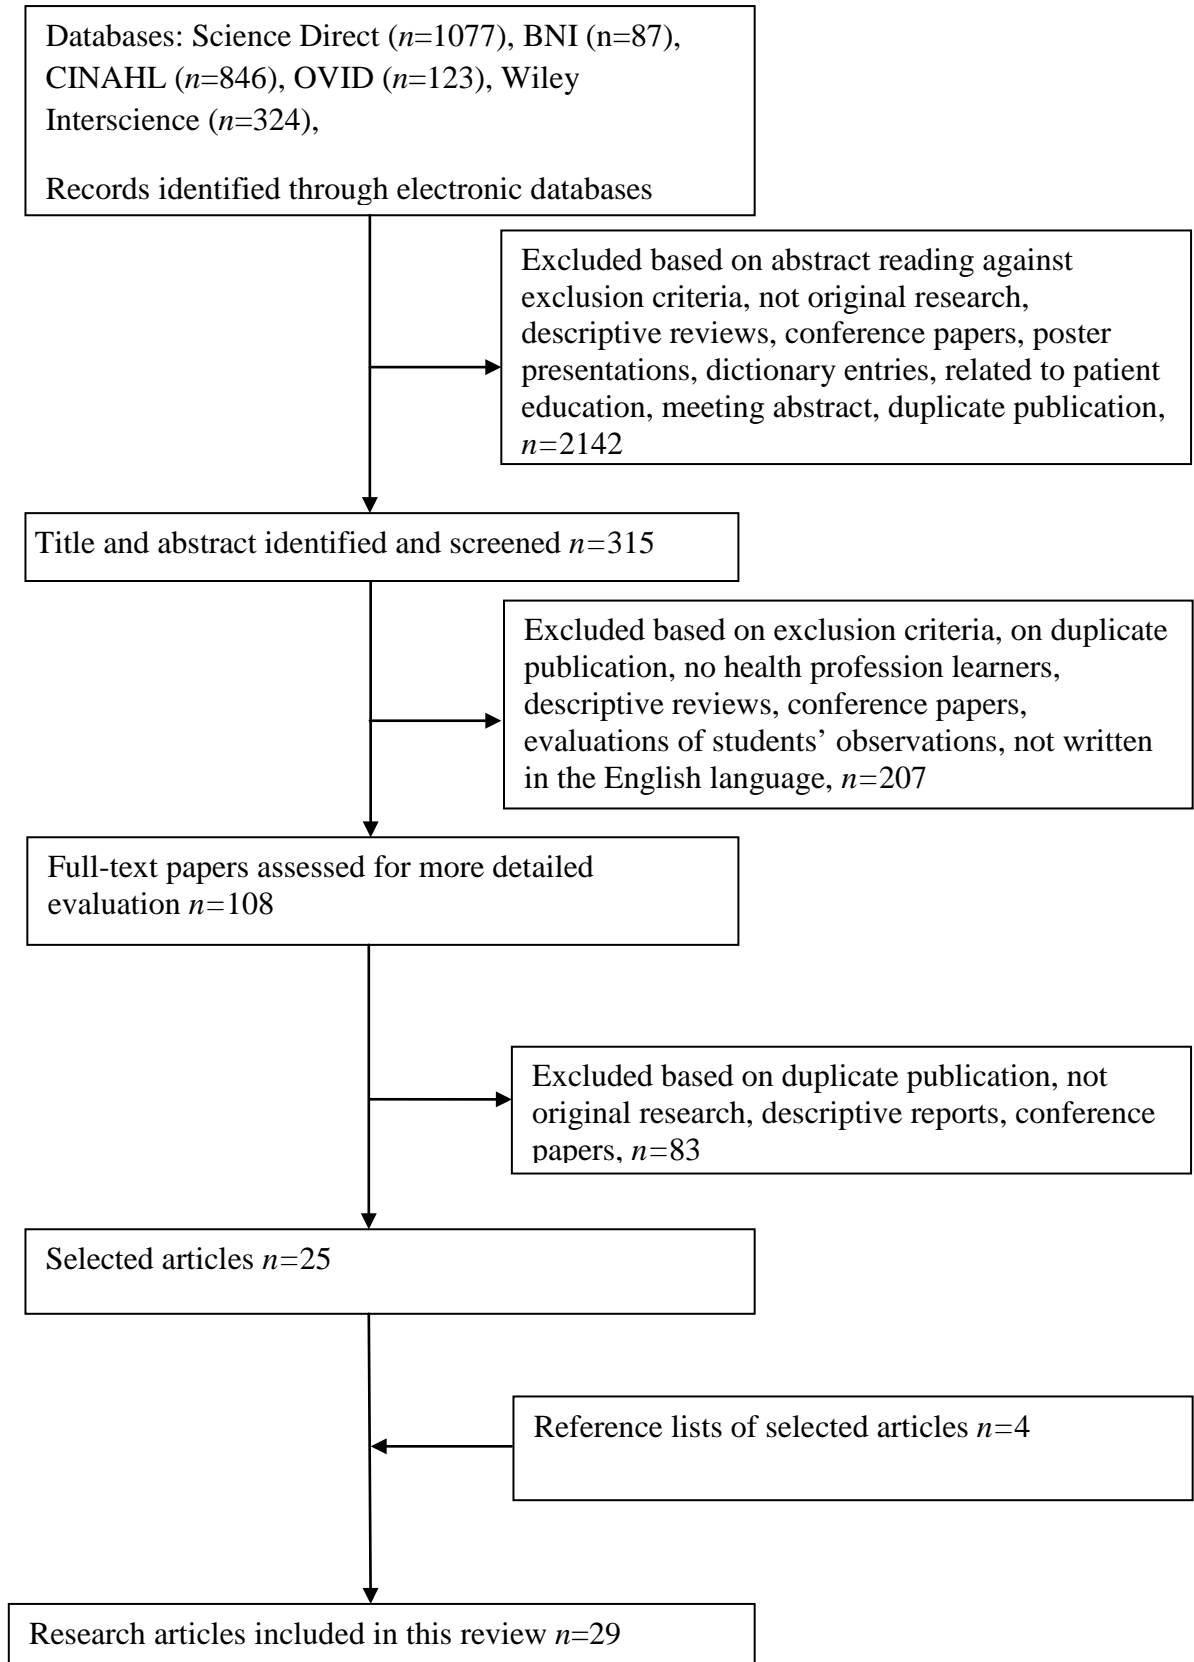 Databases: Science Direct (n=1077), BNI (n=87),
CINAHL (n=846), OVID (n=123), Wiley
Interscience (n=324),
Records identified through electronic databases
Excluded based on abstract reading against
exclusion criteria, not original research,
descriptive reviews, conference papers, poster
presentations, dictionary entries, related to patient
education, meeting abstract, duplicate publication,
n=2142
Title and abstract identified and screened n=315
Excluded based on exclusion criteria, on duplicate
publication, no health profession learners,
descriptive reviews, conference papers,
evaluations of students’ observations, not written
in the English language, n=207
Full-text papers assessed for more detailed
evaluation n=108
Excluded based on duplicate publication, not
original research, descriptive reports, conference
papers, n=83
Selected articles n=25
Reference lists of selected articles n=4
Research articles included in this review n=29